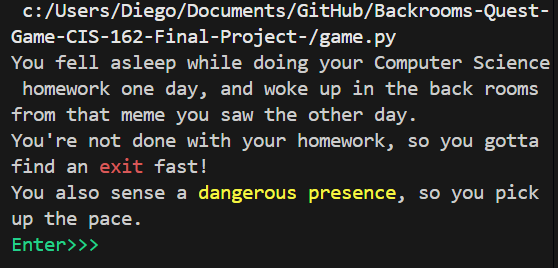 c:/Users/Diego/Documents/GitHub/Backrooms-Quest-
Game-CIS-162-Final-Project-/game.py
You fell asleep while doing your Computer Science
homework one day, and woke up in the back rooms
from that meme you saw the other day.
You're not done with your homework, so you gotta
find an exit fast!
You also sense a dangerous presence, so you pick
up the pace.
Enter>>>